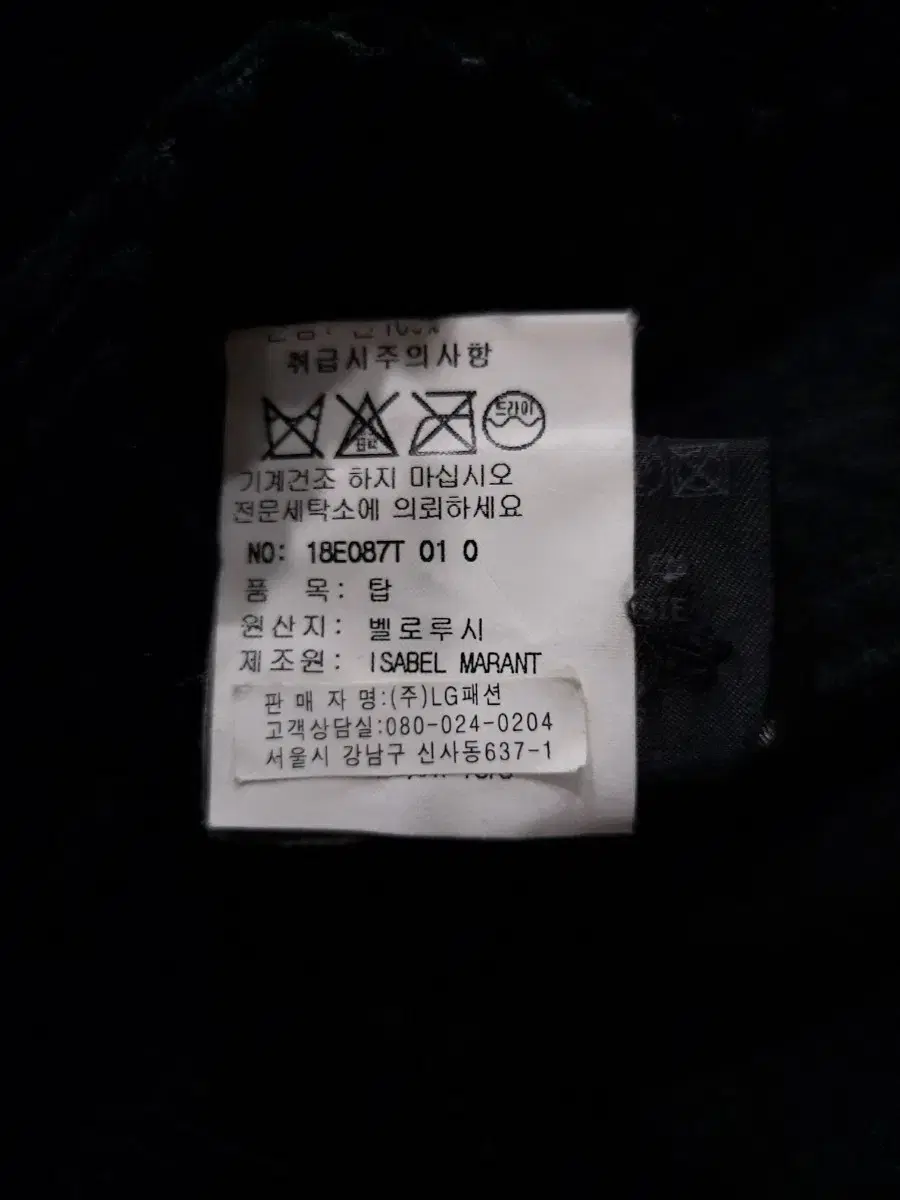 취급시주의사항
표백
드라이
기계건조 하지 마십시오
전문세탁소에 의뢰하세요
NO: 18E087T 01 0
품 목: 탑
원산지: 벨로루시
제조원: ISABEL MARANT
판 매 자 명:(주)LG패션
고객상담실:080-024-0204
서울시 강남구 신사동637-1